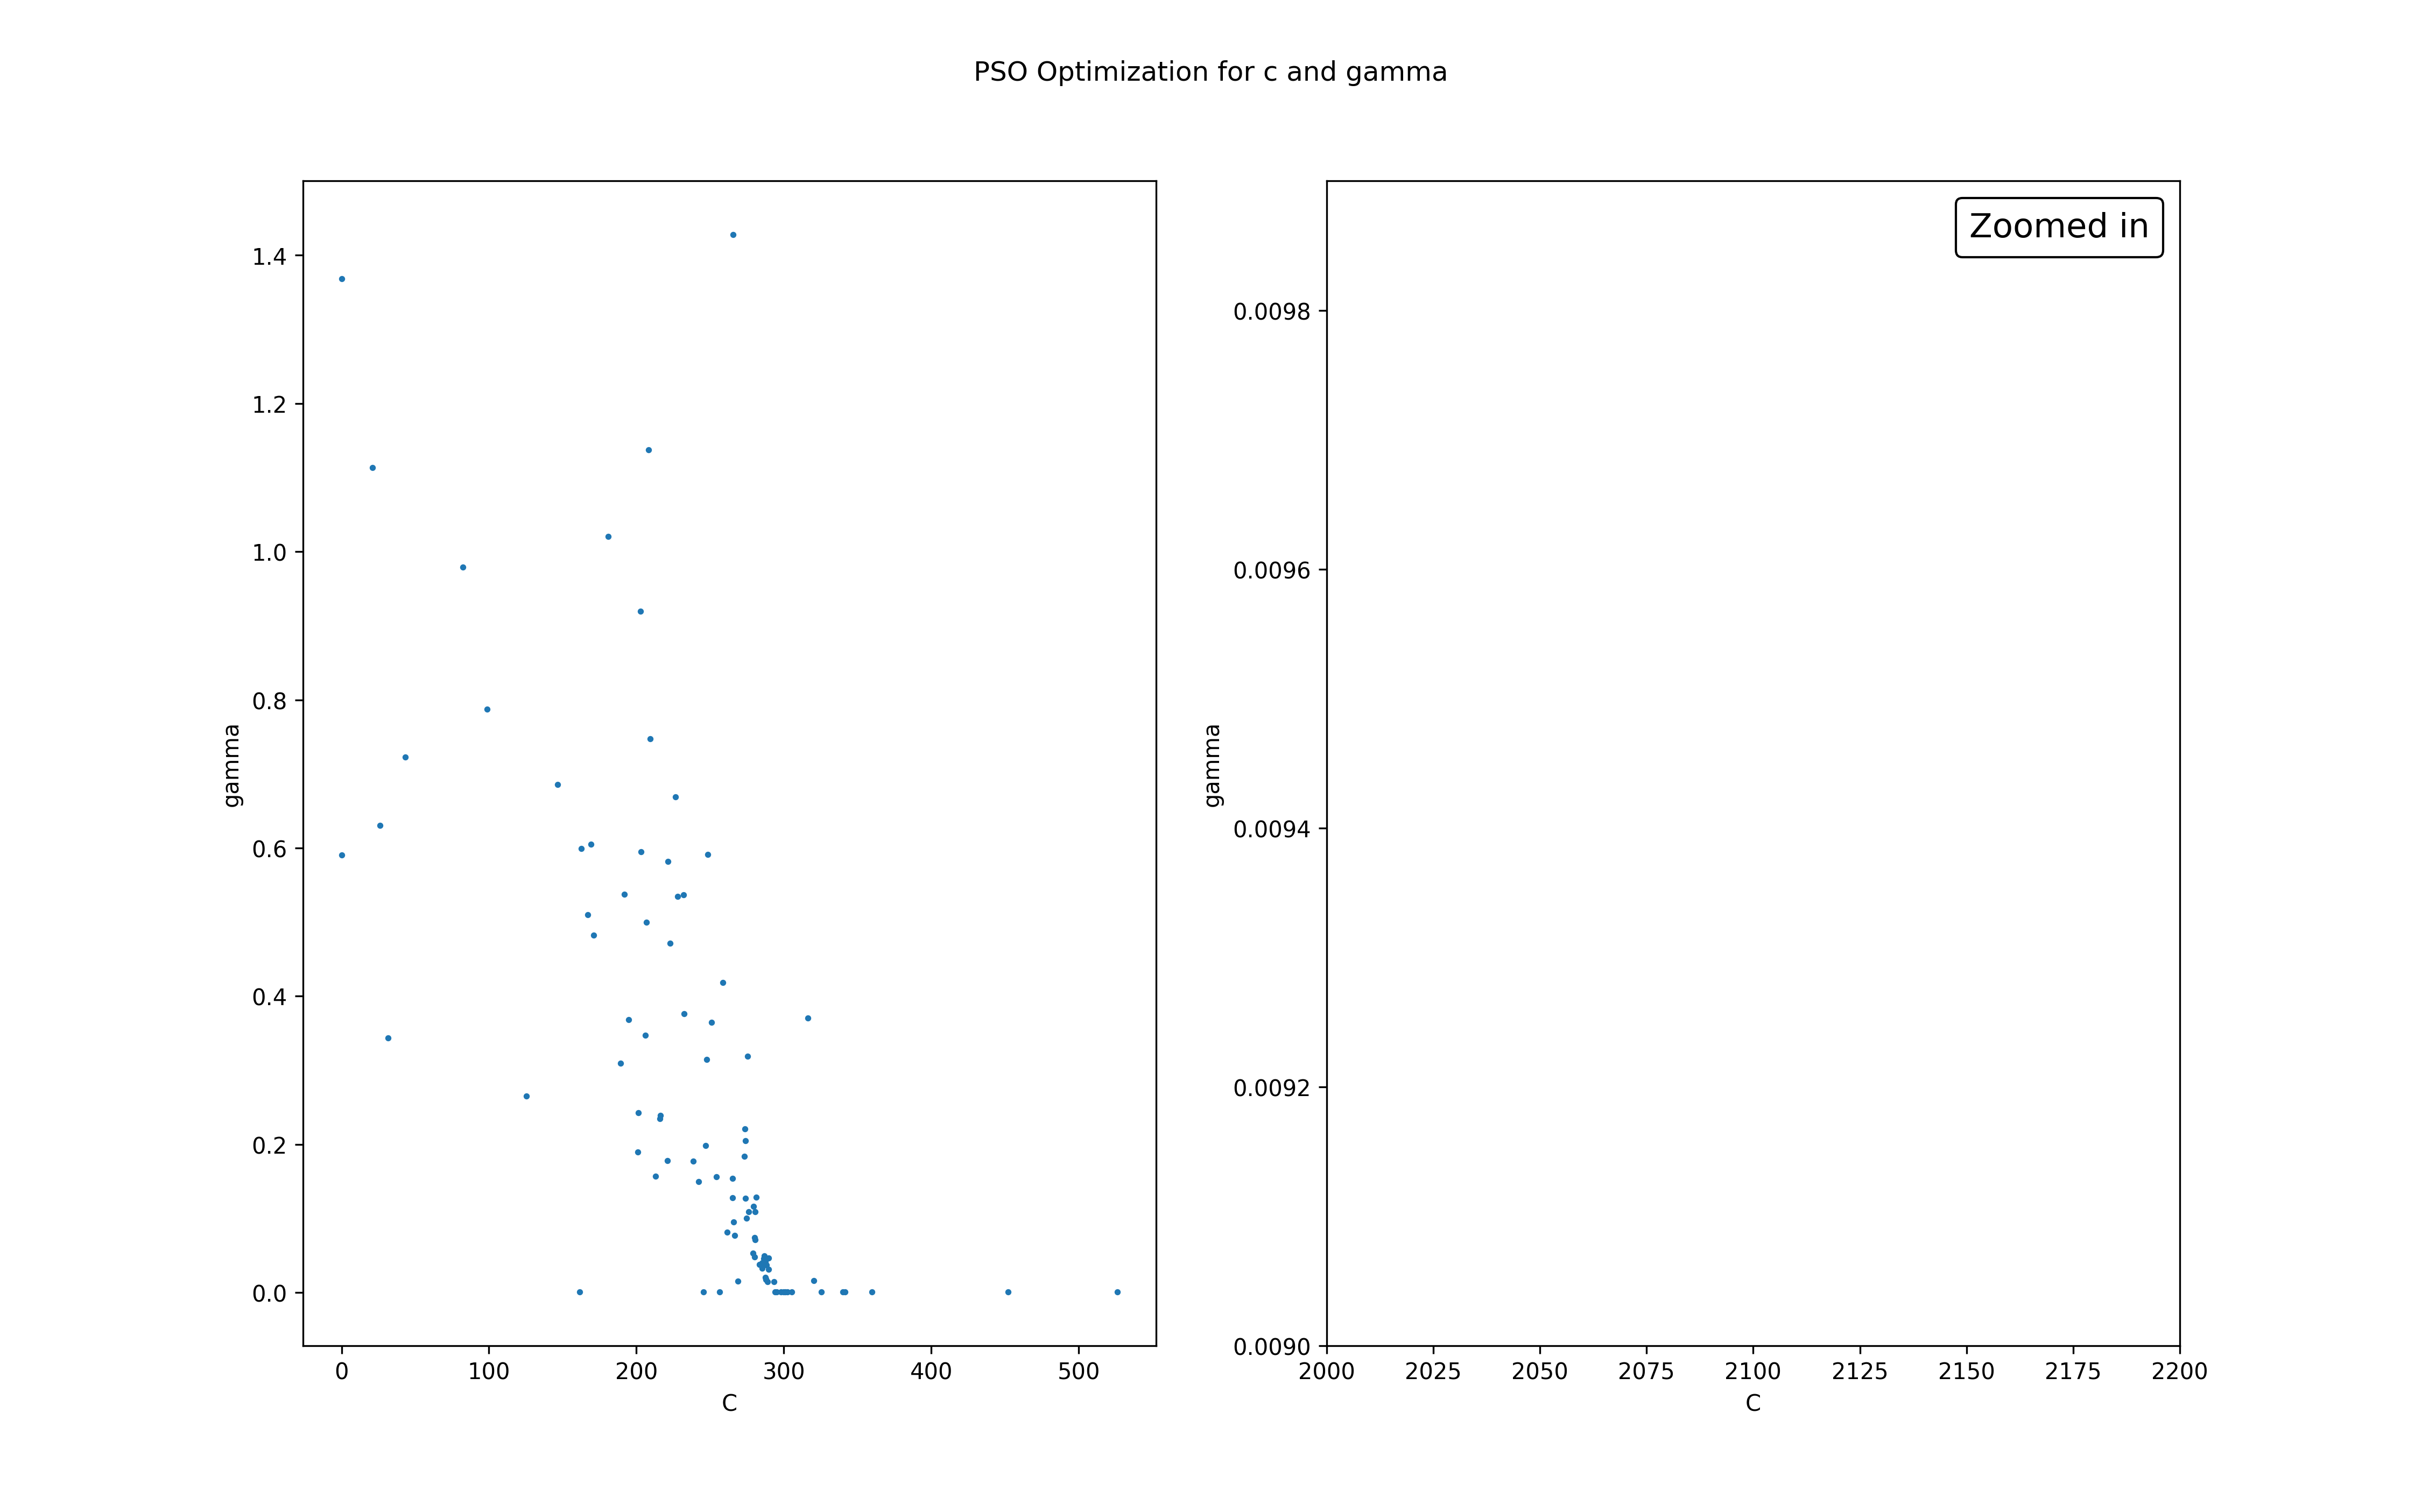 PSO Optimization for c and gamma
1.4
1.2
1.0
0.8
0.6
0.4
0.2
0.0
gamma
0 100 200 300 400 500
C
Zoomed in
0.0098
0.0096
0.0094
0.0092
0.0090
gamma
2000 2025 2050 2075 2100 2125 2150 2175 2200
C